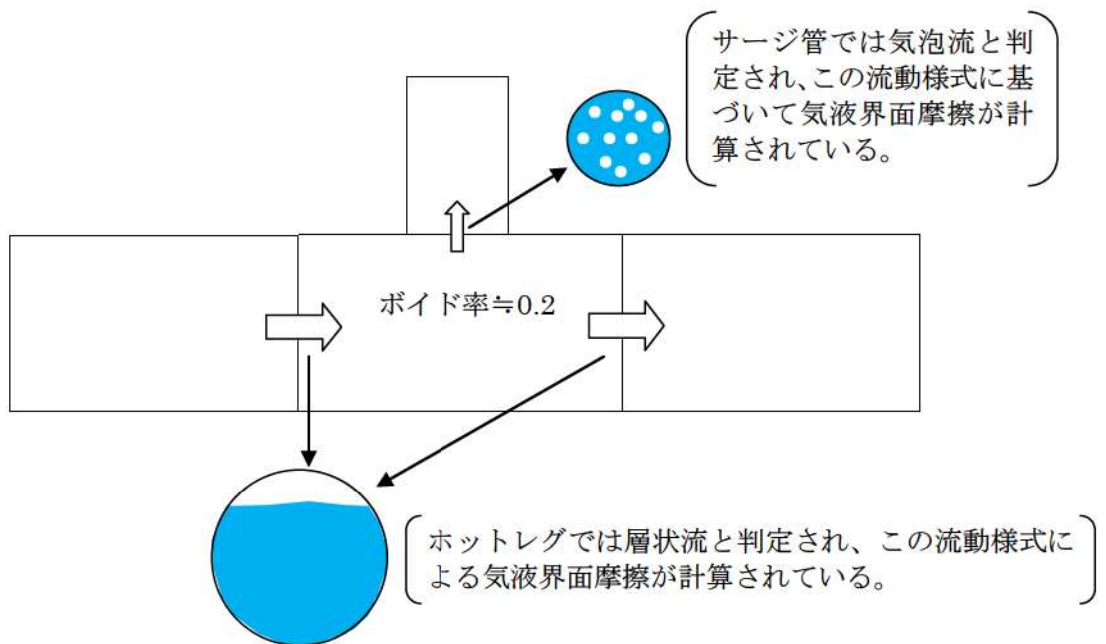 サージ管では気泡流と判
定され、この流動様式に基
づいて気液界面摩擦が計
算されている。
ボイド率≒0.2
ホットレグでは層状流と判定され、この流動様式に
よる気液界面摩擦が計算されている。